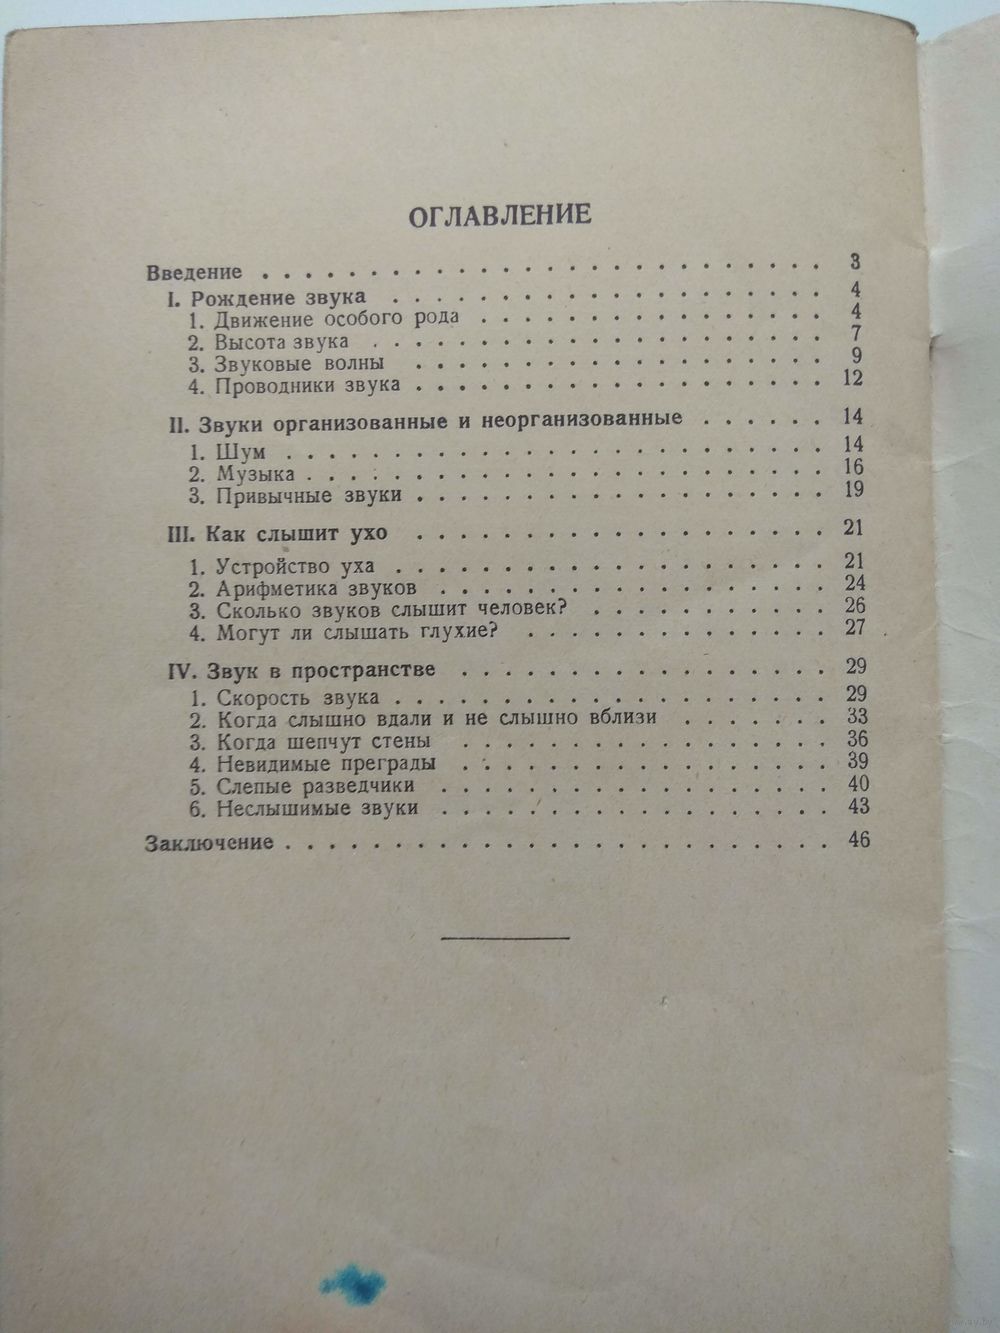 ОГЛАВЛЕНИЕ
Введение . . . . . . . . . . . . . . . . . . . . . . . . . . 3
I. Рождение звука . . . . . . . . . . . . . . . . 4
1. Движение особого рода . . . . . . . . . . . . 4
2. Высота звука . . . . . . . . . . . . . . . . 7
3. Звуковые волны . . . . . . . . . . . . . . . 9
4. Проводники звука . . . . . . . . . . . . . . . 12
II. Звуки организованные и неорганизованные . . . . . 14
1. Шум . . . . . . . . . . . . . . . . . . . 14
2. Музыка . . . . . . . . . . . . . . . . . . 16
3. Привычные звуки . . . . . . . . . . . . . . . 19
III. Как слышит ухо . . . . . . . . . . . . . . . 21
1. Устройство уха . . . . . . . . . . . . . . . 21
2. Арифметика звуков . . . . . . . . . . . . . . 24
3. Сколько звуков слышит человек? . . . . . . . . . 26
4. Могут ли слышать глухие? . . . . . . . . . . . 27
IV. Звук в пространстве . . . . . . . . . . . . . 29
1. Скорость звука . . . . . . . . . . . . . . . 29
2. Когда слышно вдали и не слышно вблизи . . . . . . 33
3. Когда шепчут стены . . . . . . . . . . . . . 36
4. Невидимые преграды . . . . . . . . . . . . . 39
5. Слепые разведчики . . . . . . . . . . . . . . 40
6. Неслышимые звуки . . . . . . . . . . . . . . 43
Заключение . . . . . . . . . . . . . . . . . . . . 46